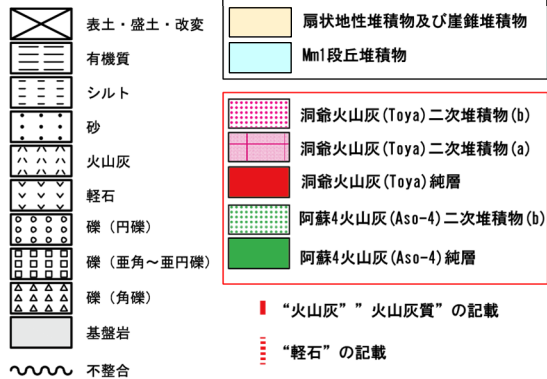 表土・盛土・改変
有機質
シルト
砂
火山灰
軽石
礫（円礫）
礫（亜角～亜円礫）
礫（角礫）
基盤岩
不整合
扇状地性堆積物及び崖錐堆積物
Mm1段丘堆積物
洞爺火山灰(Toya)二次堆積物(b)
洞爺火山灰(Toya)二次堆積物(a)
洞爺火山灰(Toya)純層
阿蘇4火山灰(Aso-4)二次堆積物(b)
阿蘇4火山灰(Aso-4)純層
“火山灰””火山灰質”の記載
“軽石”の記載